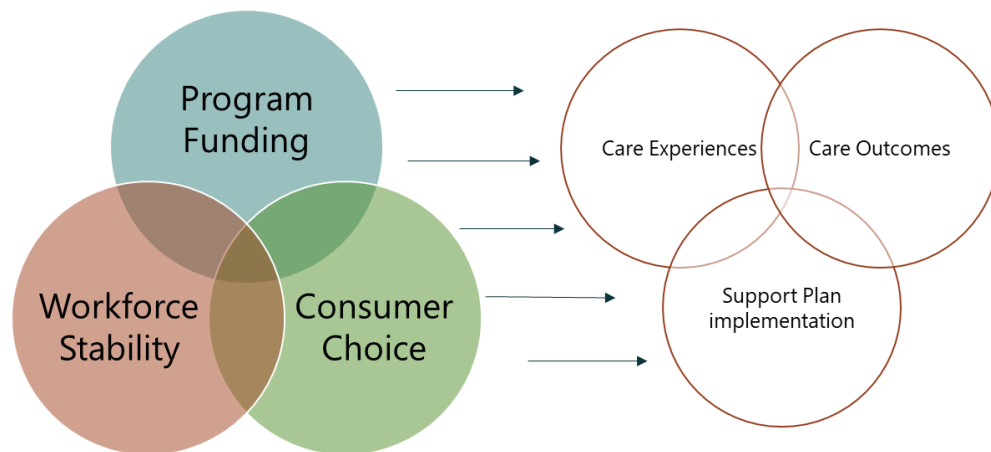 Program
Funding
Workforce
Stability
Consumer
Choice
Care Experiences
Care Outcomes
Support Plan
implementation